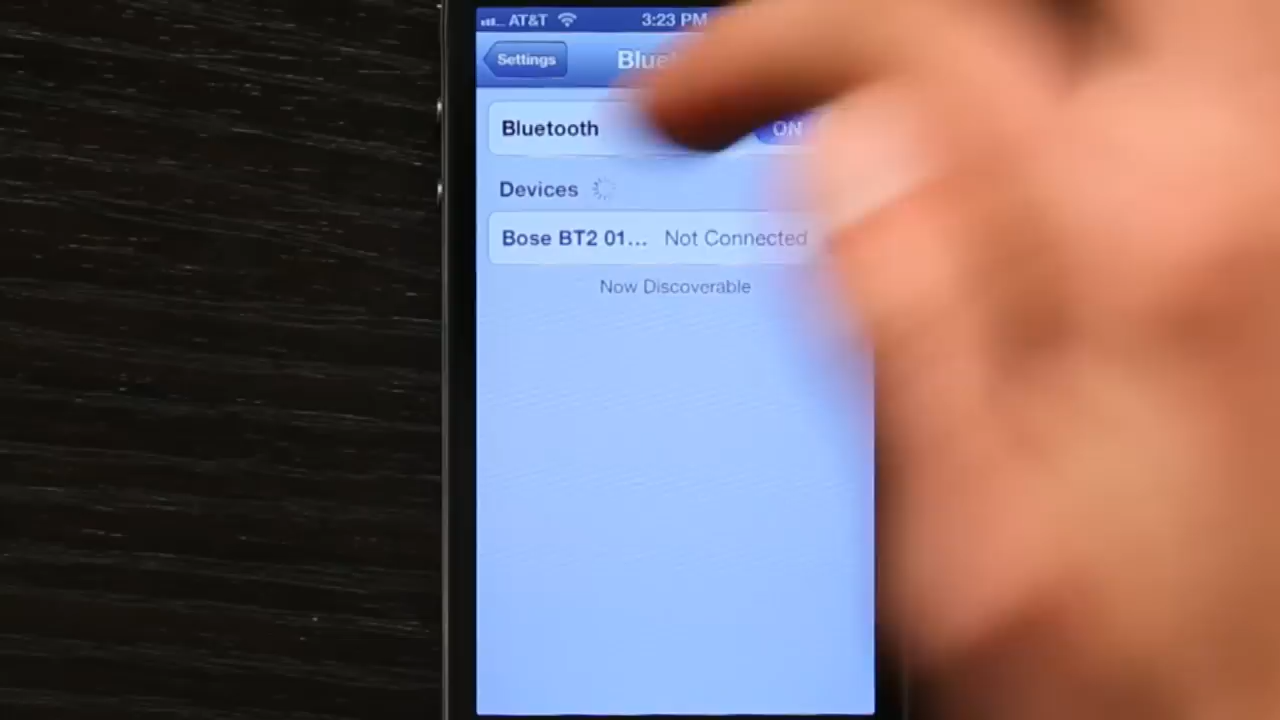 AT&T 3:23 PM
Settings
Bluetooth ON
Devices
Bose BT2 01... Not Connected
Now Discoverable